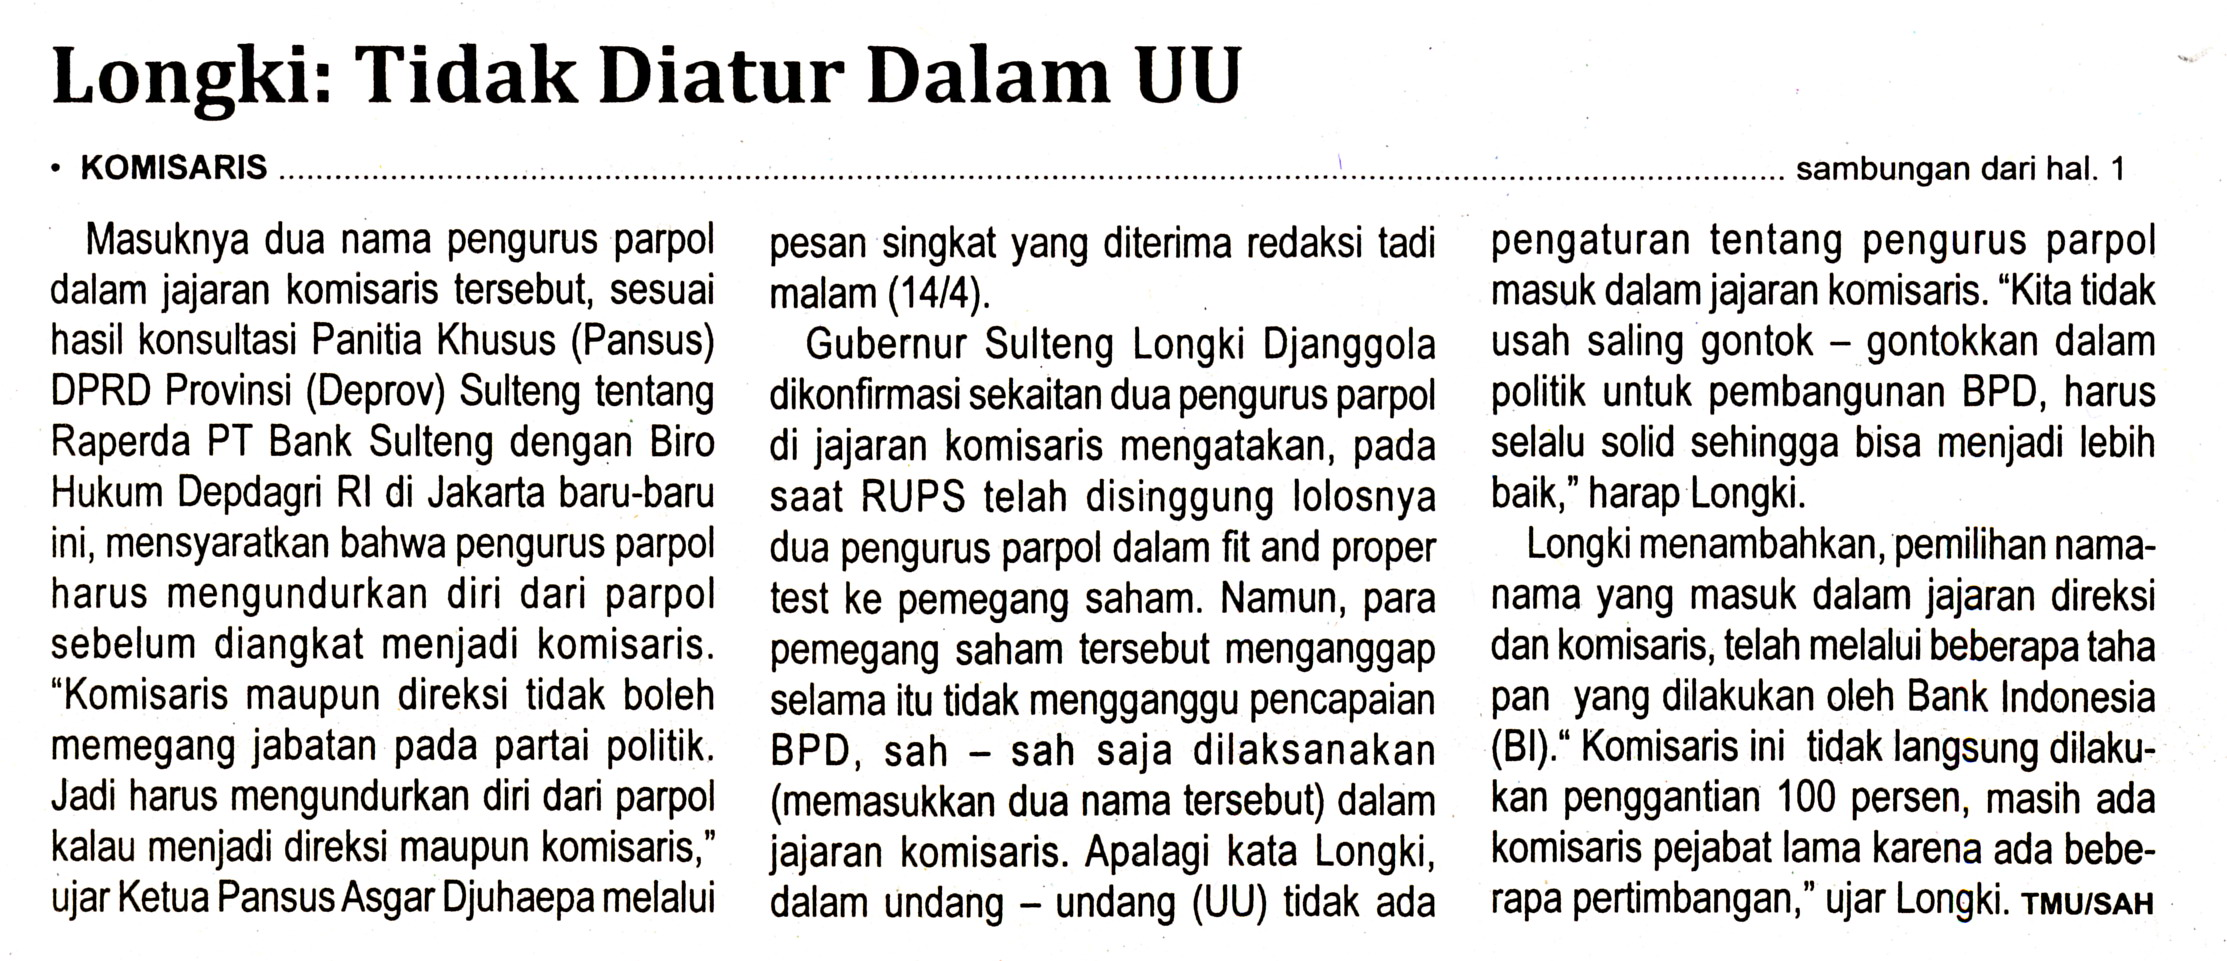 Longki: Tidak Diatur Dalam UU
• KOMISARIS ........................................................ sambungan dari hal. 1
Masuknya dua nama pengurus parpol
dalam jajaran komisaris tersebut, sesuai
hasil konsultasi Panitia Khusus (Pansus)
DPRD Provinsi (Deprov) Sulteng tentang
Raperda PT Bank Sulteng dengan Biro
Hukum Depdagri RI di Jakarta baru-baru
ini, mensyaratkan bahwa pengurus parpol
harus mengundurkan diri dari parpol
sebelum diangkat menjadi komisaris.
“Komisaris maupun direksi tidak boleh
memegang jabatan pada partai politik.
Jadi harus mengundurkan diri dari parpol
kalau menjadi direksi maupun komisaris,”
ujar Ketua Pansus Asgar Djuhaepa melalui
pesan singkat yang diterima redaksi tadi
malam (14/4).
Gubernur Sulteng Longki Djanggola
dikonfirmasi sekaitan dua pengurus parpol
di jajaran komisaris mengatakan, pada
saat RUPS telah disinggung lolosnya
dua pengurus parpol dalam fit and proper
test ke pemegang saham. Namun, para
pemegang saham tersebut menganggap
selama itu tidak mengganggu pencapaian
BPD, sah – sah saja dilaksanakan
(memasukkan dua nama tersebut) dalam
jajaran komisaris. Apalagi kata Longki,
dalam undang – undang (UU) tidak ada
pengaturan tentang pengurus parpol
masuk dalam jajaran komisaris. “Kita tidak
usah saling gontok – gontokkan dalam
politik untuk pembangunan BPD, harus
selalu solid sehingga bisa menjadi lebih
baik,” harap Longki.
Longki menambahkan, pemilihan nama-
nama yang masuk dalam jajaran direksi
dan komisaris, telah melalui beberapa taha
pan yang dilakukan oleh Bank Indonesia
(BI).“ Komisaris ini tidak langsung dilaku-
kan penggantian 100 persen, masih ada
komisaris pejabat lama karena ada bebe-
rapa pertimbangan,” ujar Longki. TMU/SAH